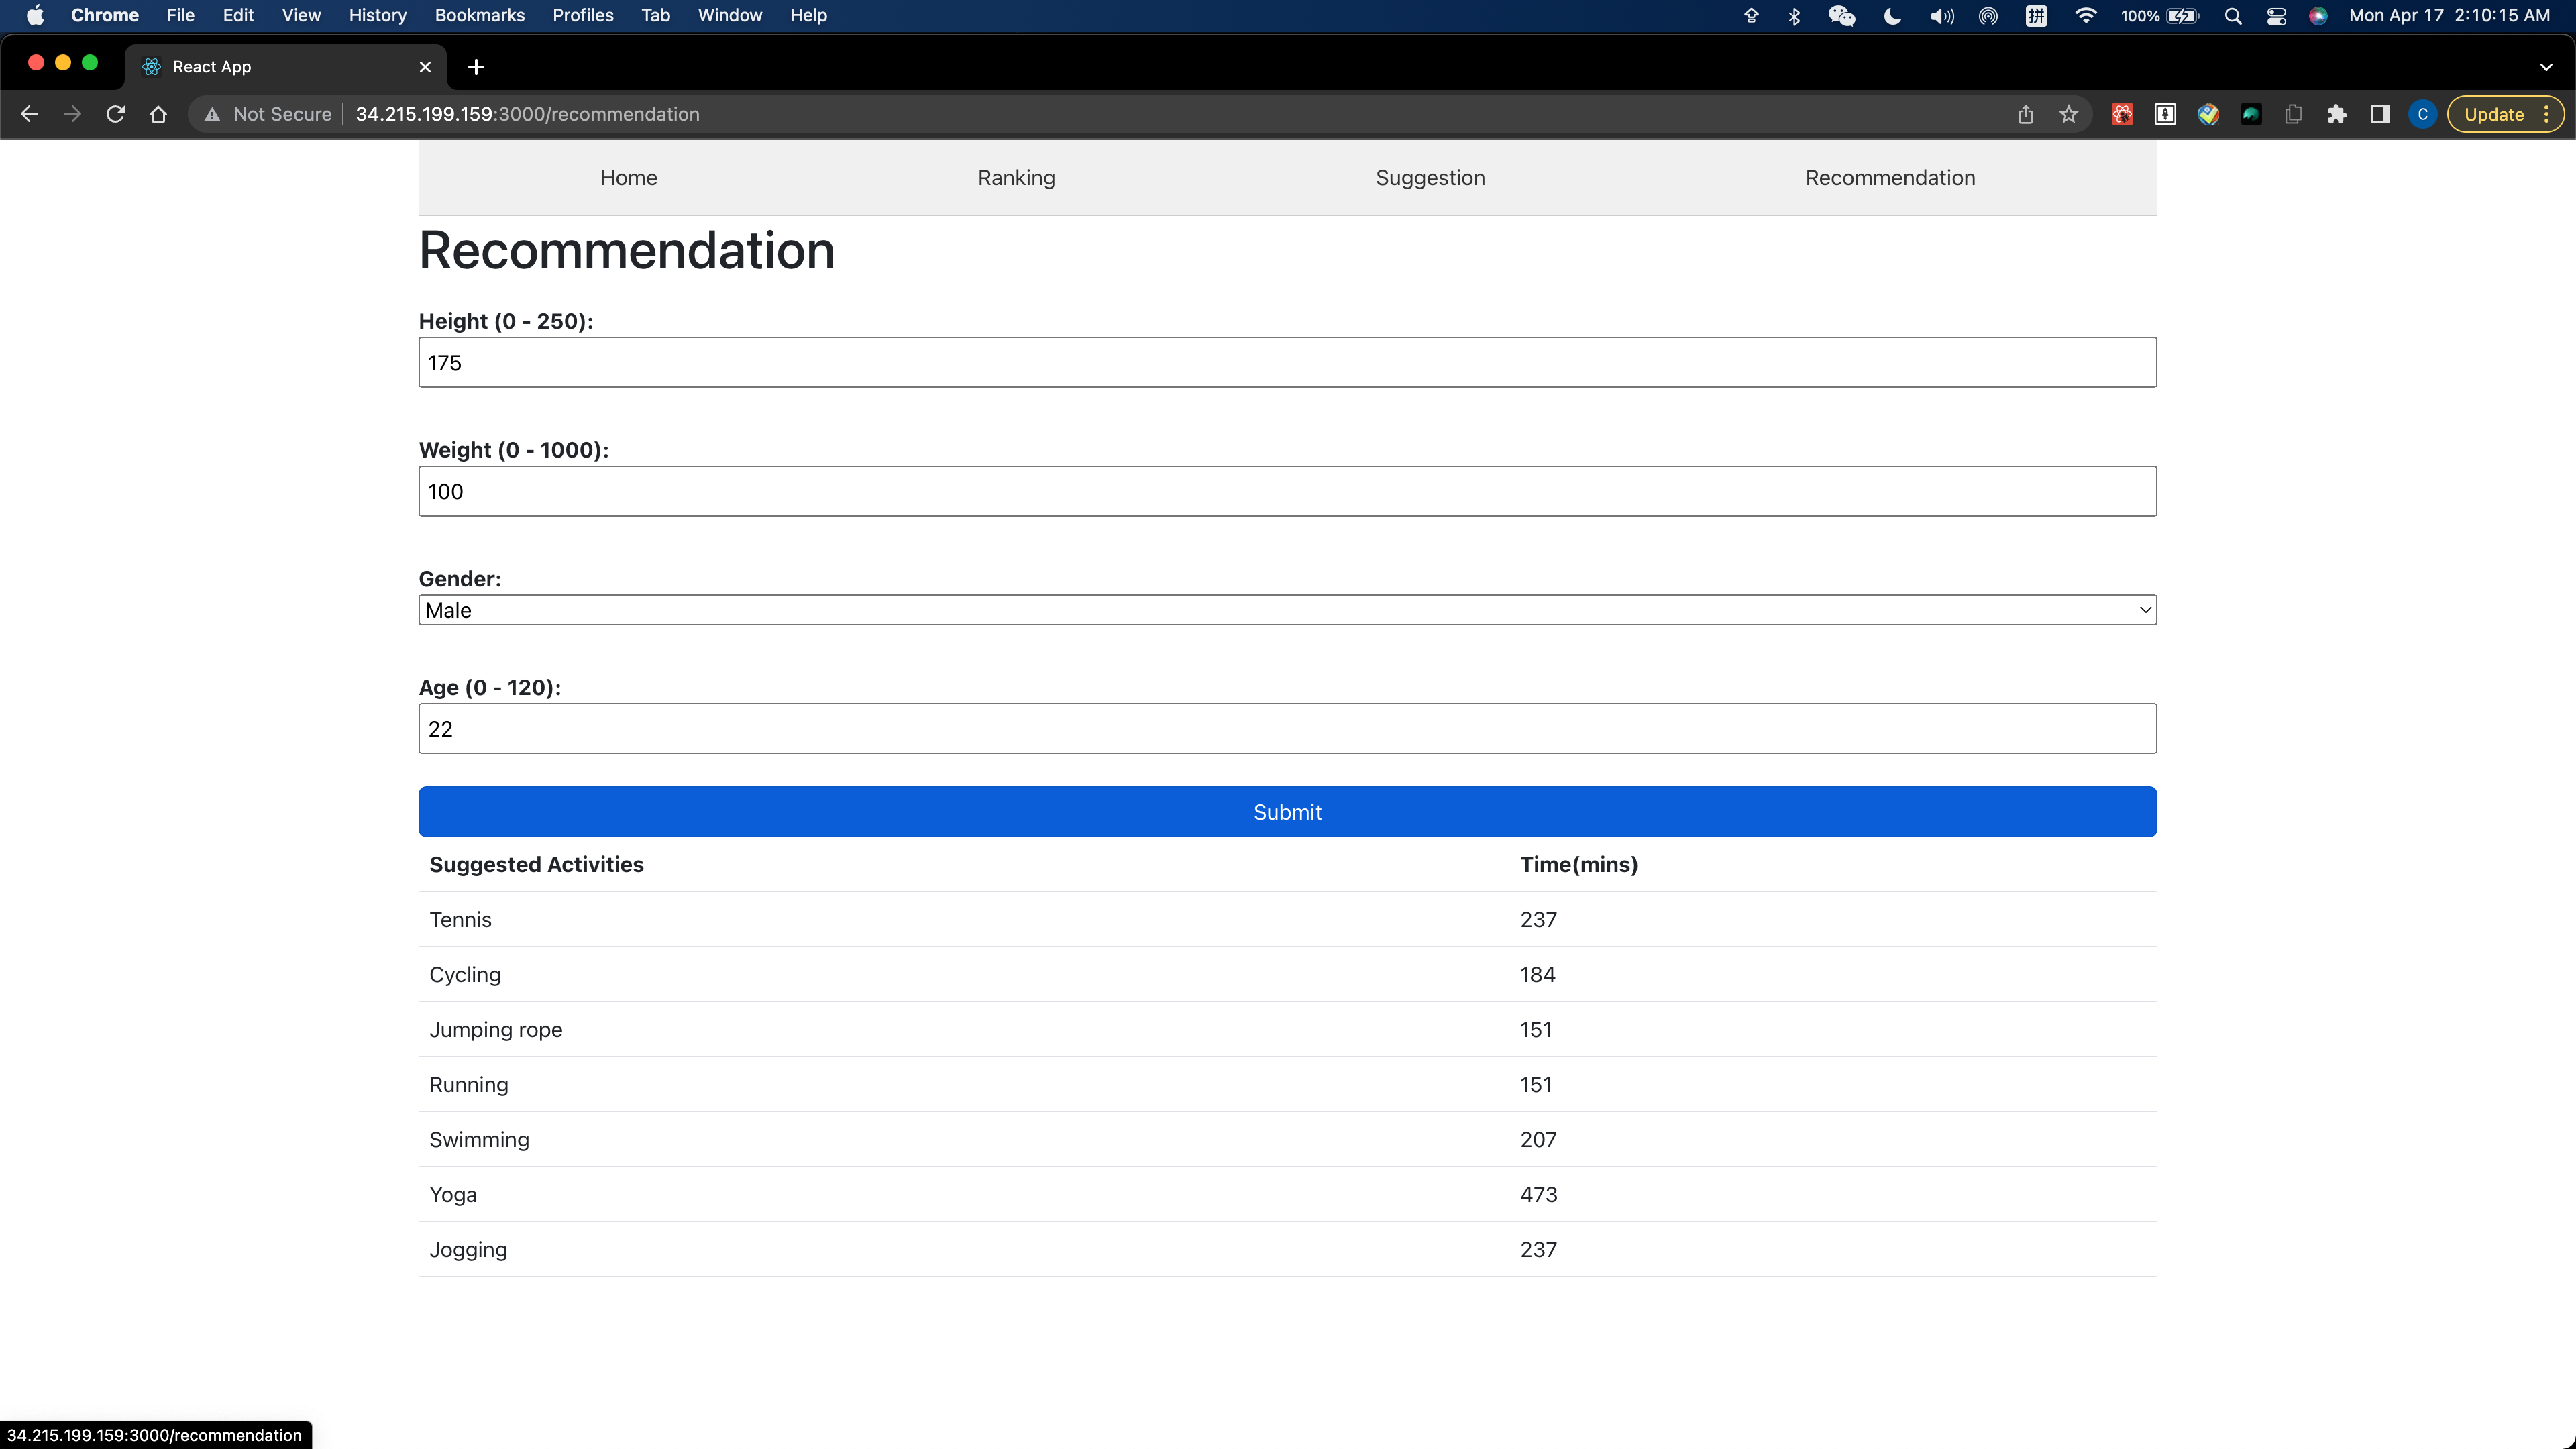 Chrome File Edit View History Bookmarks Profiles Tab Window Help 拼 100% Mon Apr 17 2:10:15 AM
React App
Not Secure 34.215.199.159:3000/recommendation C Update
Home Ranking Suggestion Recommendation
Recommendation
Height (0 - 250):
175
Weight (0 - 1000):
100
Gender:
Male
Age (0 - 120):
22
Submit
Suggested Activities Time(mins)
Tennis 237
Cycling 184
Jumping rope 151
Running 151
Swimming 207
Yoga 473
Jogging 237
34.215.199.159:3000/recommendation